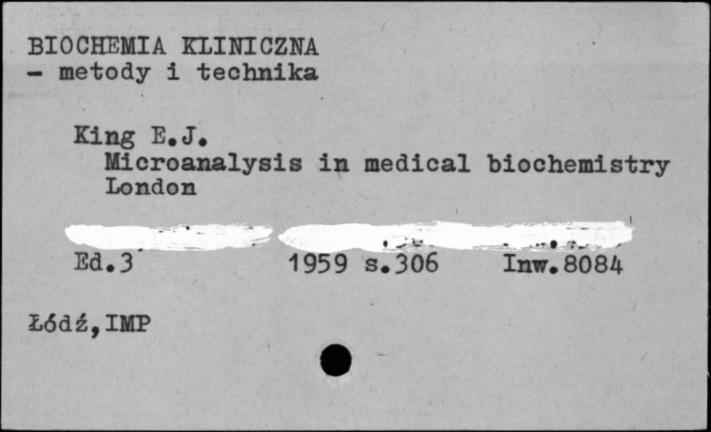 BIOCHEMIA KLINICZNA
- metody i technika
King E.J.
Microanalysis in medical biochemistry
London
Ed.3 1959 s.306 Inw.8084
Łódź,IMP